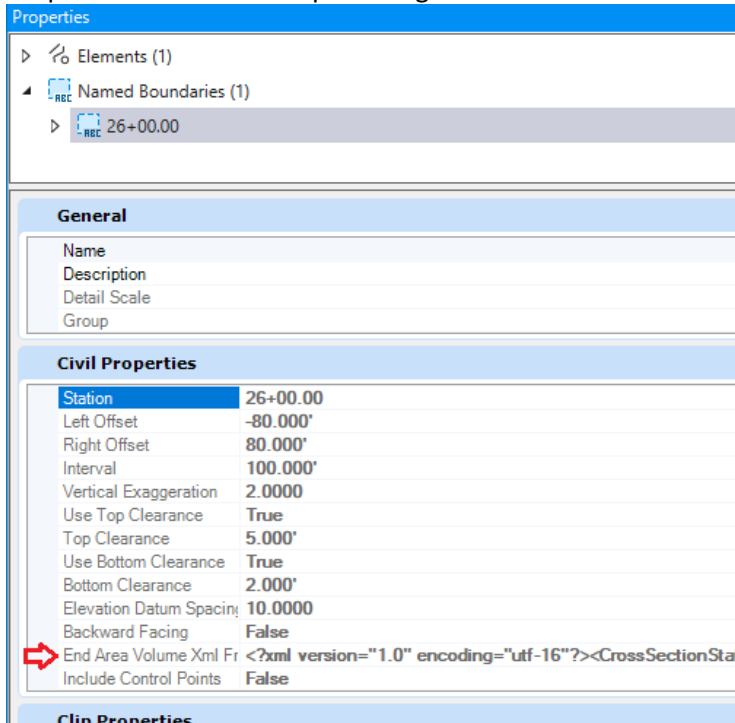 Properties
Elements (1)
Named Boundaries (1)
ABC 26+00.00
General
Name
Description
Detail Scale
Group
Civil Properties
Station 26+00.00
Left Offset -80.000'
Right Offset 80.000'
Interval 100.000'
Vertical Exaggeration 2.0000
Use Top Clearance True
Top Clearance 5.000'
Use Bottom Clearance True
Bottom Clearance 2.000'
Elevation Datum Spacing 10.0000
Backward Facing False
End Area Volume Xml Fr <?xml version="1.0" encoding="utf-16"?><CrossSectionSta
Include Control Points False
Clip Properties